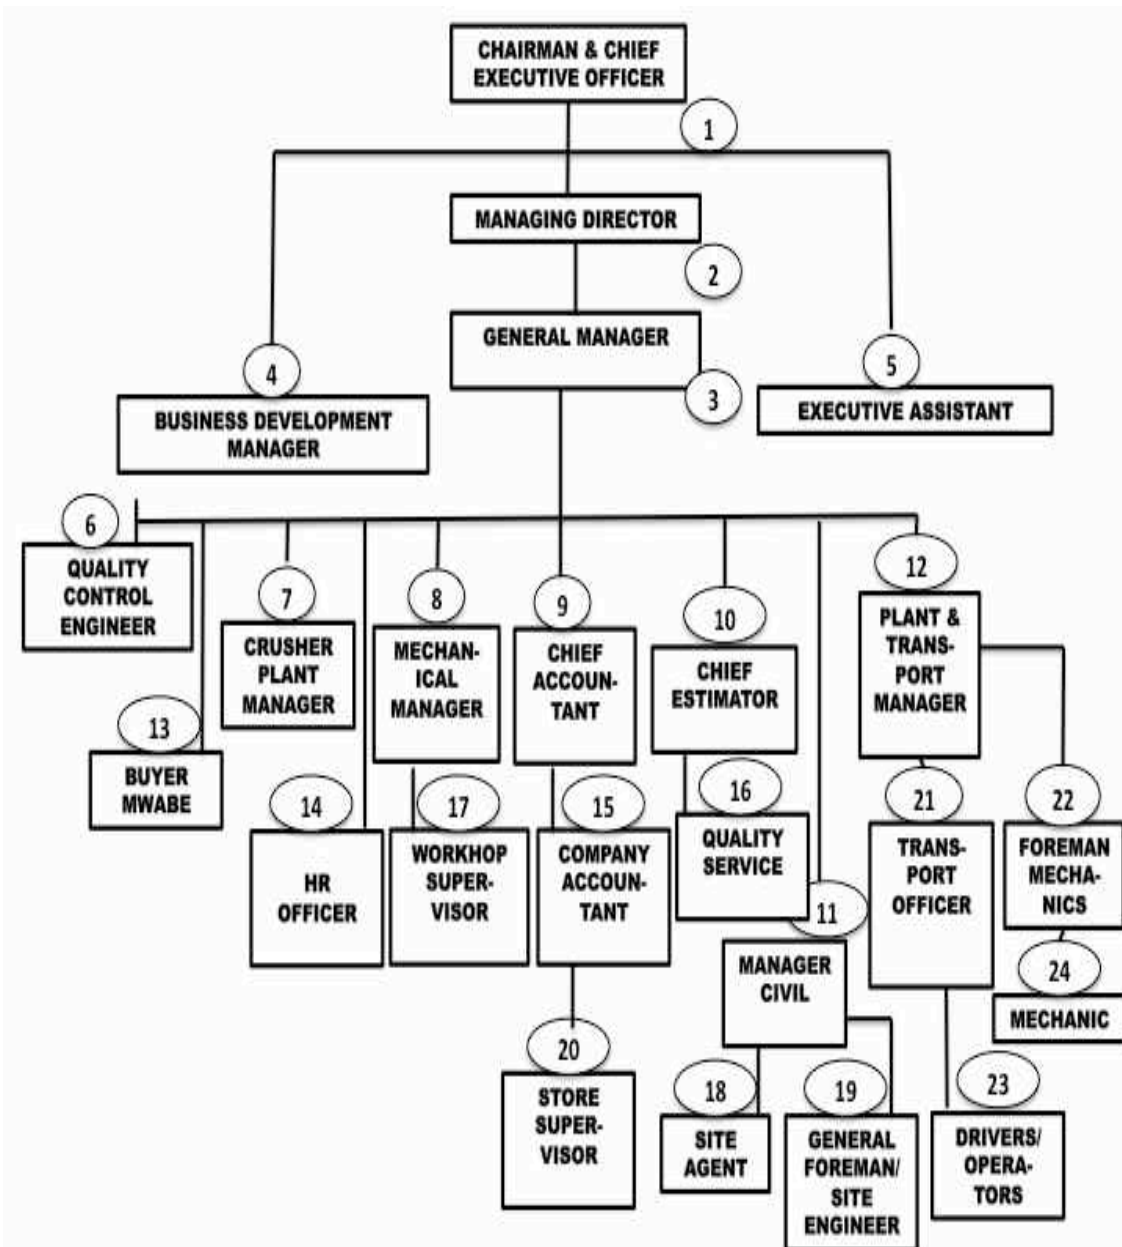 CHAIRMAN & CHIEF
EXECUTIVE OFFICER
1
MANAGING DIRECTOR
2
GENERAL MANAGER
3
4
BUSINESS DEVELOPMENT
MANAGER
5
EXECUTIVE ASSISTANT
6
QUALITY
CONTROL
ENGINEER
7
CRUSHER
PLANT
MANAGER
8
MECHAN-
ICAL
MANAGER
9
CHIEF
ACCOUN-
TANT
10
CHIEF
ESTIMATOR
12
PLANT &
TRANS-
PORT
MANAGER
13
BUYER
MWABE
14
HR
OFFICER
17
WORKHOP
SUPER-
VISOR
15
COMPANY
ACCOUN-
TANT
16
QUALITY
SERVICE
11
MANAGER
CIVIL
21
TRANS-
PORT
OFFICER
22
FOREMAN
MECHA-
NICS
24
MECHANIC
20
STORE
SUPER-
VISOR
18
SITE
AGENT
19
GENERAL
FOREMAN/
SITE
ENGINEER
23
DRIVERS/
OPERA-
TORS